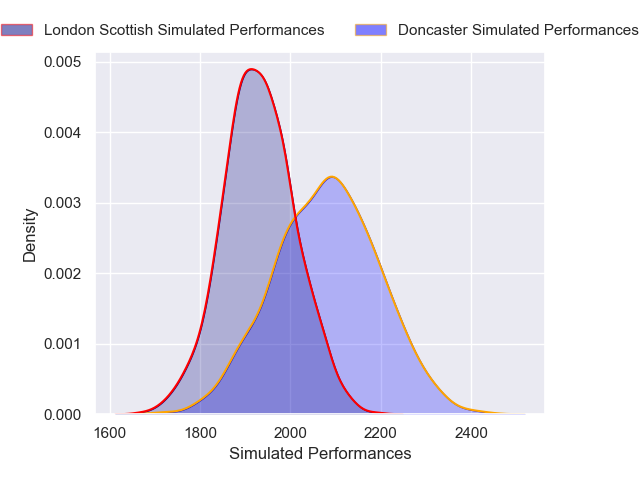 London Scottish Simulated Performances Doncaster Simulated Performances
0.005
0.004
0.003
0.002
0.001
0.000
Density
1600 1800 2000 2200 2400
Simulated Performances